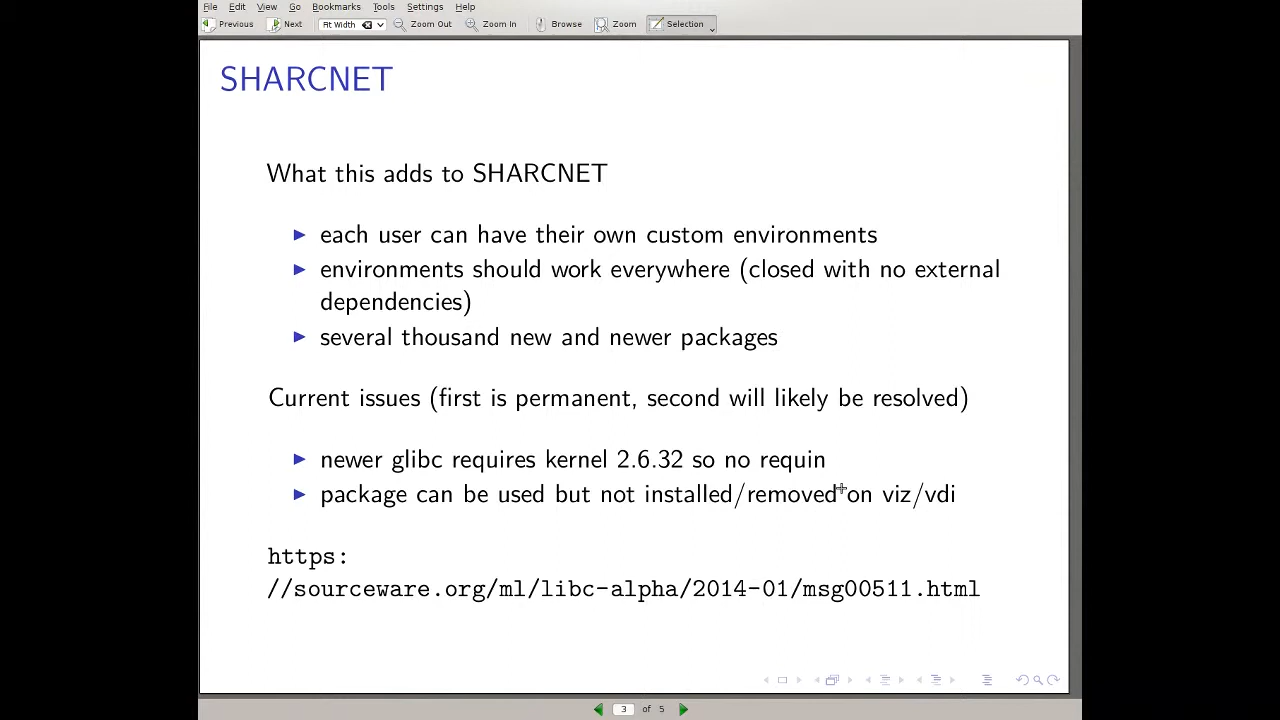 File Edit View Go Bookmarks Tools Settings Help
Previous Next Fit Width Zoom Out Zoom In Browse Zoom Selection
SHARCNET
What this adds to SHARCNET
each user can have their own custom environments
environments should work everywhere (closed with no external
dependencies)
several thousand new and newer packages
Current issues (first is permanent, second will likely be resolved)
newer glibc requires kernel 2.6.32 so no requin
package can be used but not installed/removed on viz/vdi
https:
//sourceware.org/ml/libc-alpha/2014-01/msg00511.html
3 of 5